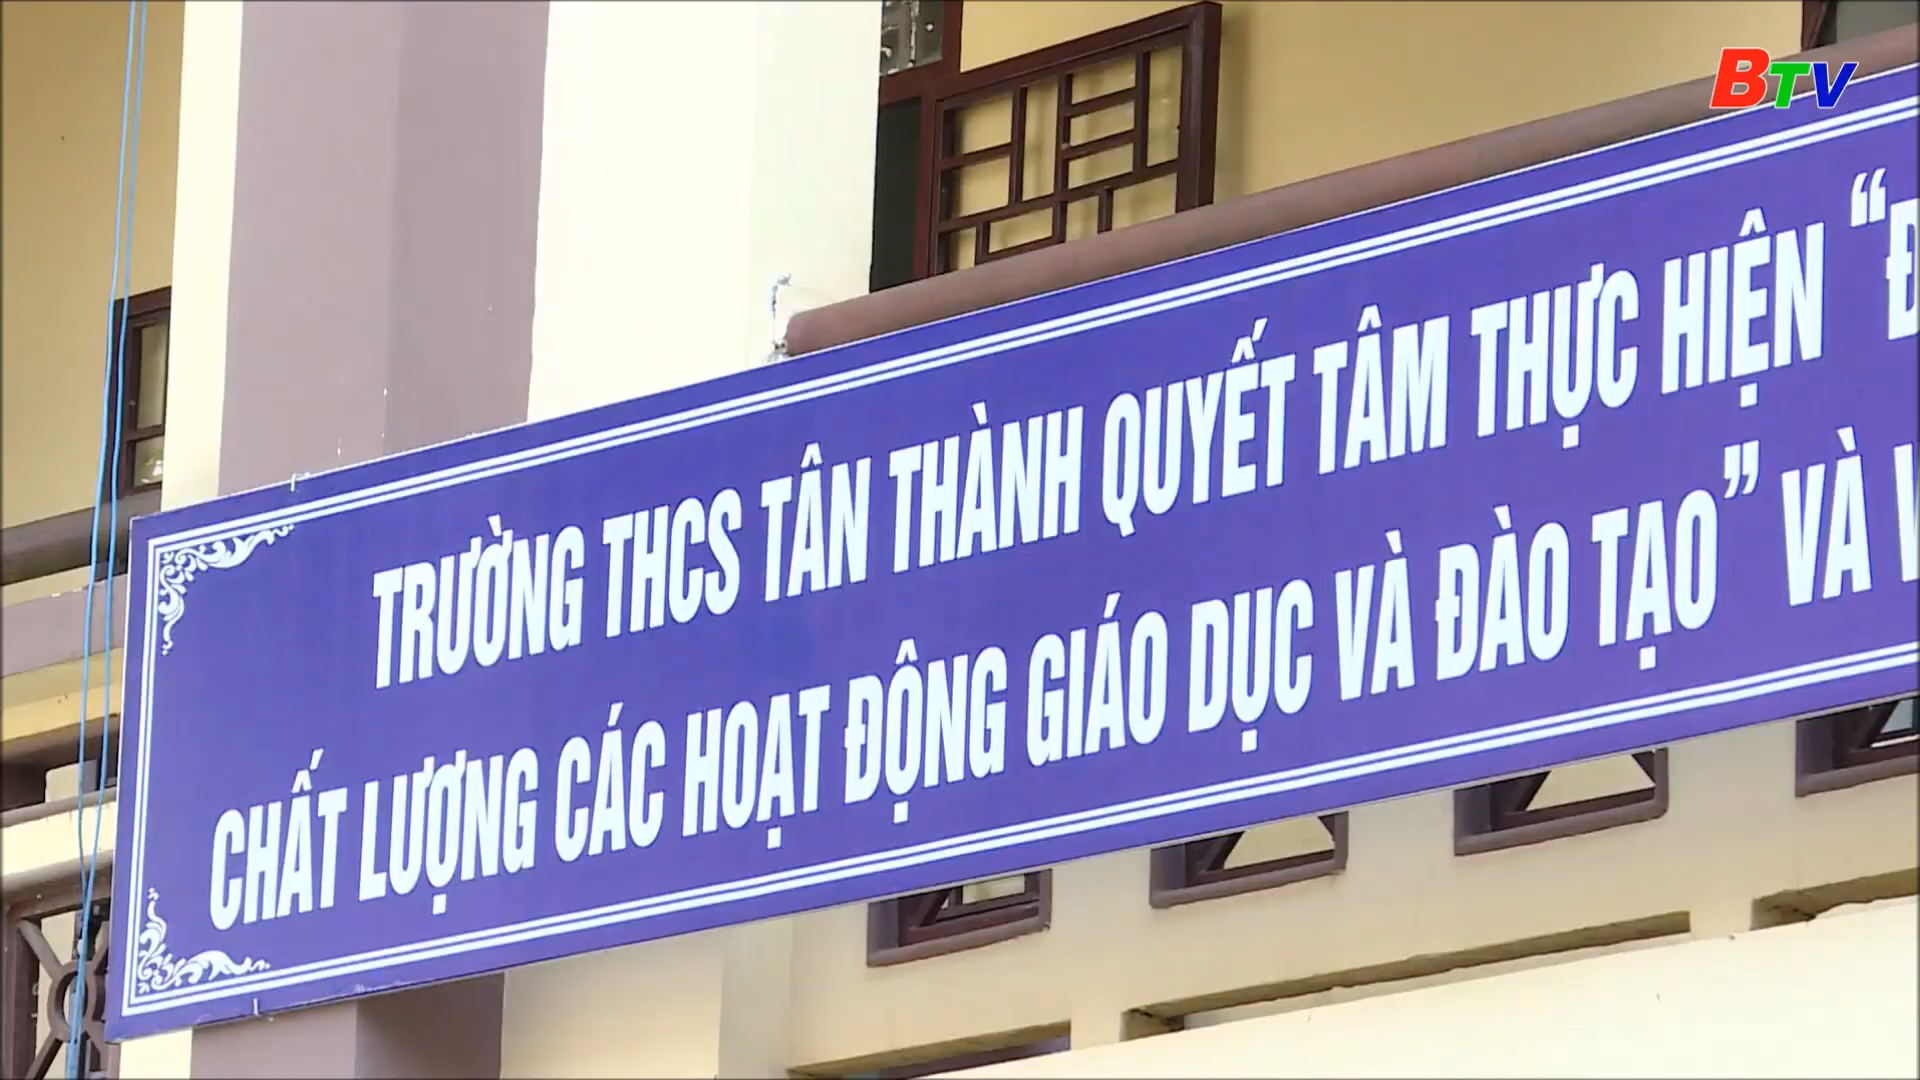 BTV
TRƯỜNG THCS TÂN THÀNH QUYẾT TÂM THỰC HIỆN “
CHẤT LƯỢNG CÁC HOẠT ĐỘNG GIÁO DỤC VÀ ĐÀO TẠO” VÀ